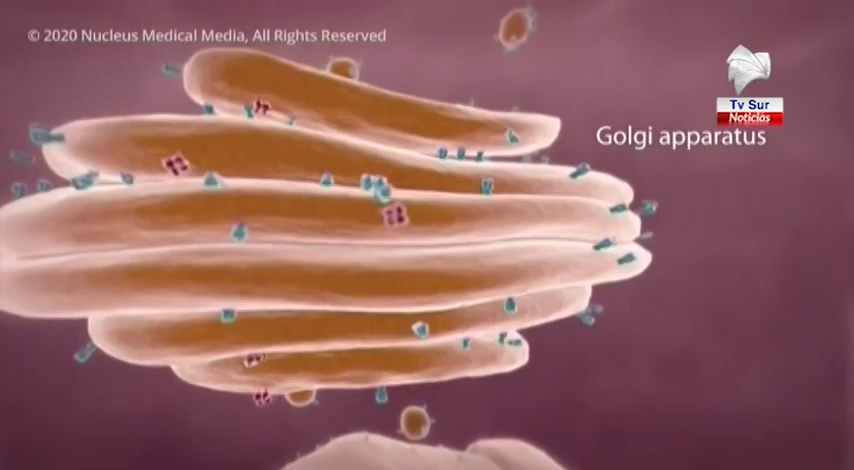 © 2020 Nucleus Medical Media, All Rights Reserved
Tv Sur
Noticias
Golgi apparatus